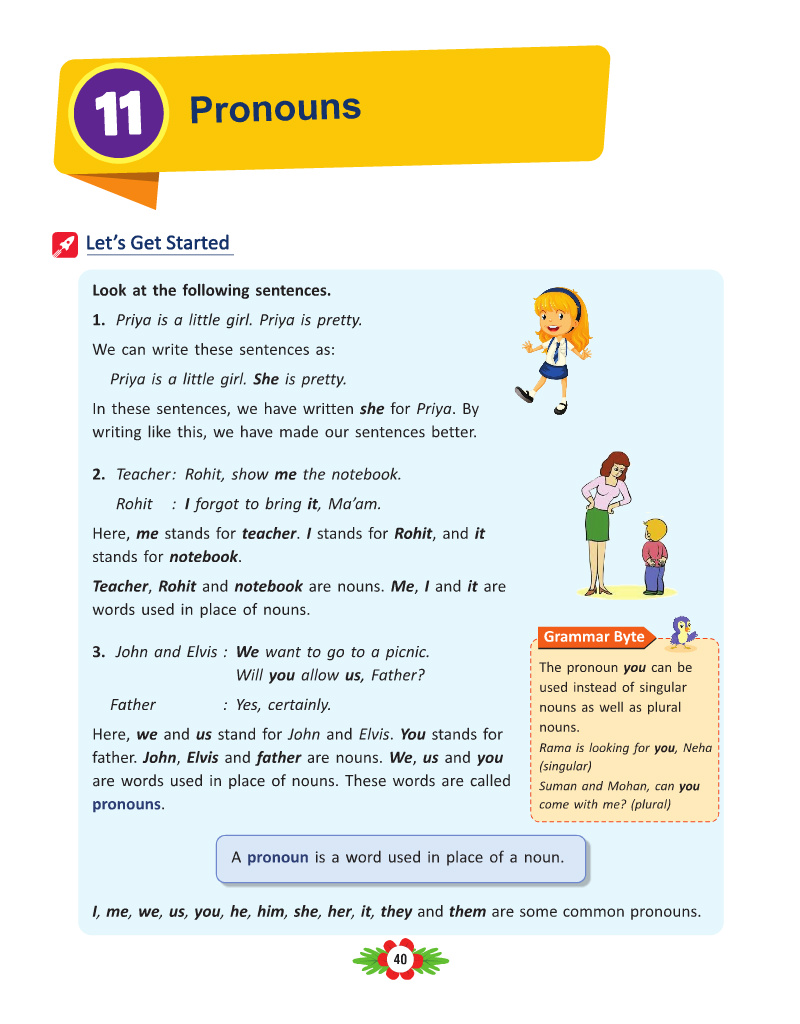 11
Pronouns
Let's Get Started
Look at the following sentences.
1. Priya is a little girl. Priya is pretty.
We can write these sentences as:
Priya is a little girl. She is pretty.
In these sentences, we have written she for Priya. By
writing like this, we have made our sentences better.
2. Teacher: Rohit, show me the notebook.
Rohit : I forgot to bring it, Ma'am.
Here, me stands for teacher. I stands for Rohit, and it
stands for notebook.
Teacher, Rohit and notebook are nouns. Me, I and it are
words used in place of nouns.
3. John and Elvis : We want to go to a picnic.
Will you allow us, Father?
Father : Yes, certainly.
Here, we and us stand for John and Elvis. You stands for
father. John, Elvis and father are nouns. We, us and you
are words used in place of nouns. These words are called
pronouns.
Grammar Byte
The pronoun you can be
used instead of singular
nouns as well as plural
nouns.
Rama is looking for you, Neha
(singular)
Suman and Mohan, can you
come with me? (plural)
A pronoun is a word used in place of a noun.
I, me, we, us, you, he, him, she, her, it, they and them are some common pronouns.
40